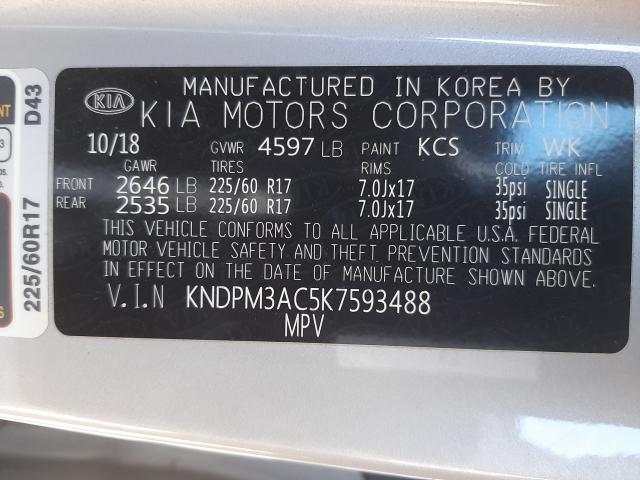 MANUFACTURED IN KOREA BY
KIA KIA MOTORS CORPORATION
10/18 GVWR 4597 LB PAINT KCS TRIM WK
GAWR TIRES RIMS COLD TIRE INFL
FRONT 2646 LB 225/60 R17 7.0Jx17 35psi SINGLE
REAR 2535 LB 225/60 R17 7.0Jx17 35psi SINGLE
THIS VEHICLE CONFORMS TO ALL APPLICABLE U.S.A. FEDERAL
MOTOR VEHICLE SAFETY AND THEFT PREVENTION STANDARDS
IN EFFECT ON THE DATE OF MANUFACTURE SHOWN ABOVE.
V.I.N KNDPM3AC5K7593488
MPV
D43
225/60R17
3